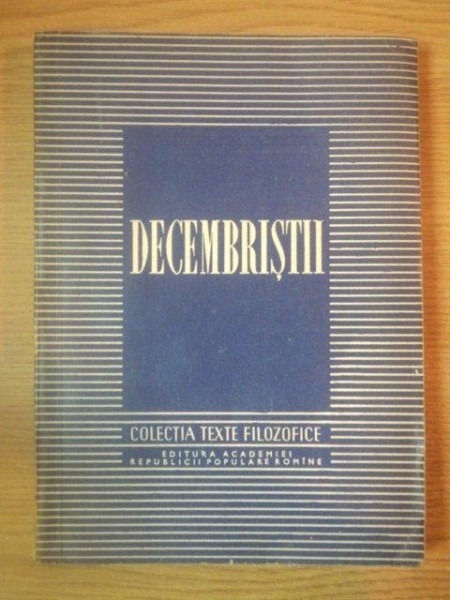 DECEMBRIȘTII
COLECȚIA TEXTE FILOZOFICE
EDITURA ACADEMIEI
REPUBLICII POPULARE ROMÎNE